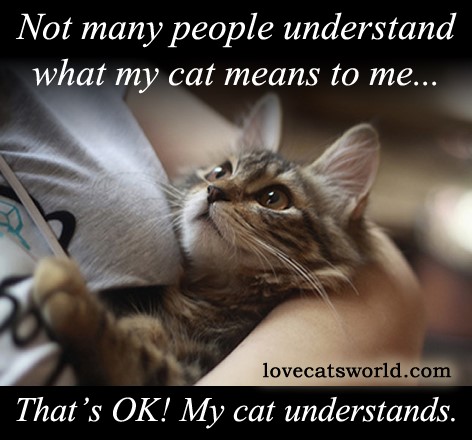 Not many people understand
what my cat means to me...
lovecatsworld.com
That's OK! My cat understands.